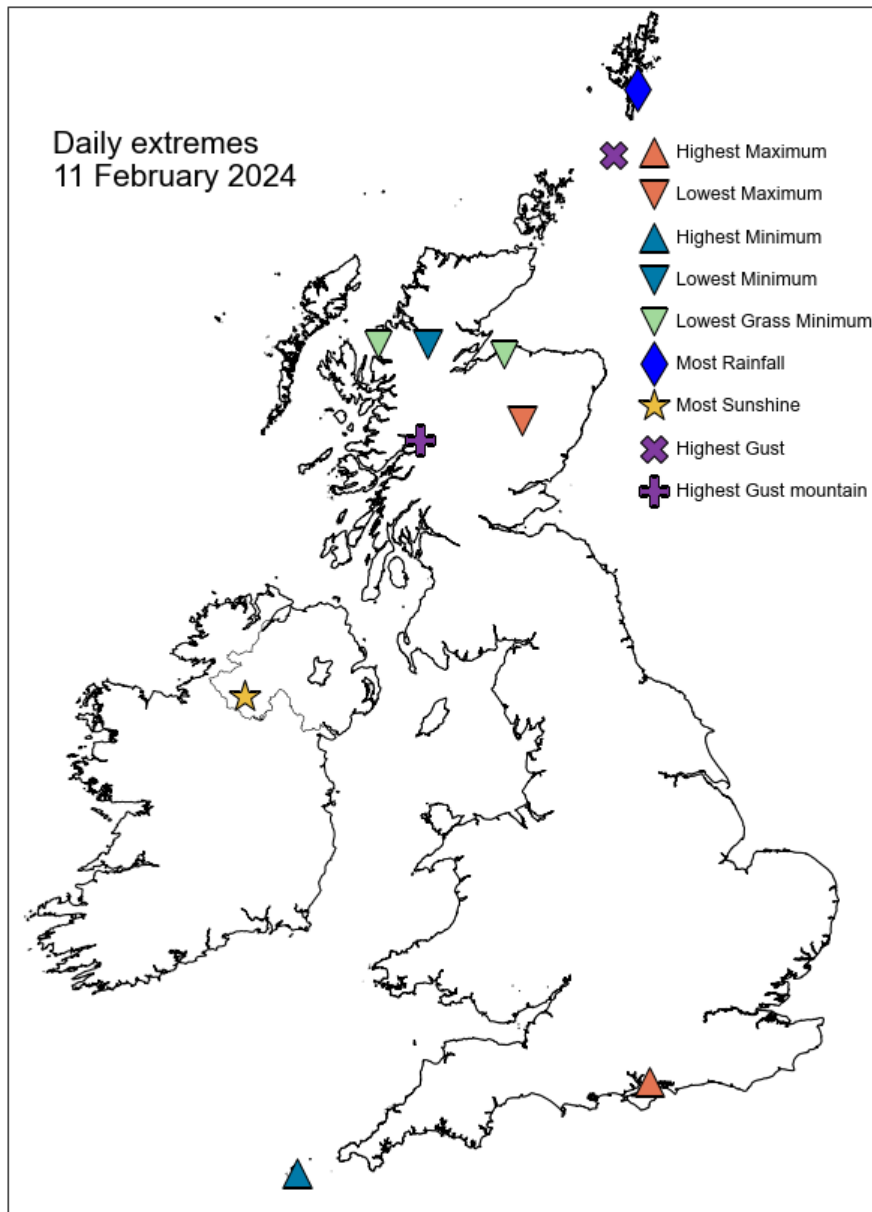 Daily extremes
11 February 2024
Highest Maximum
Lowest Maximum
Highest Minimum
Lowest Minimum
Lowest Grass Minimum
Most Rainfall
Most Sunshine
Highest Gust
Highest Gust mountain